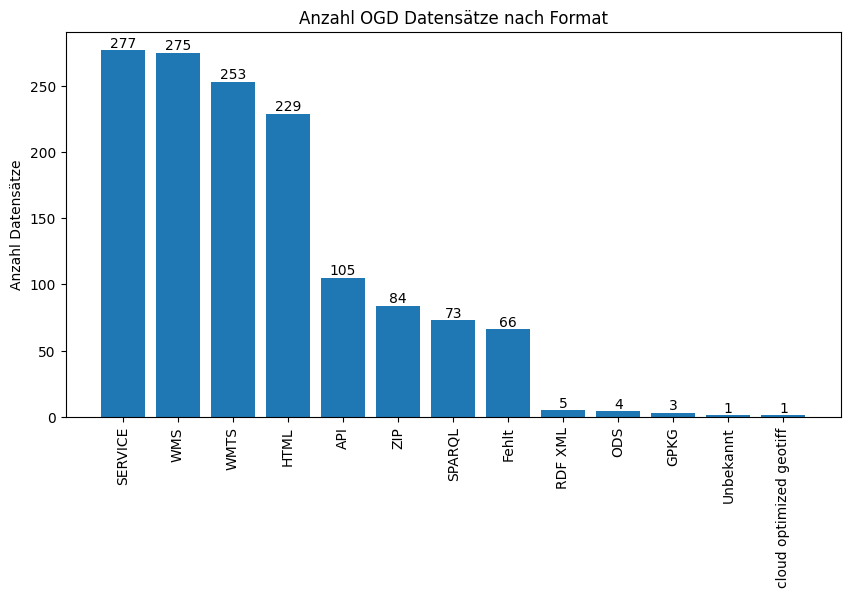 Anzahl OGD Datensätze nach Format
Anzahl Datensätze
250
200
150
100
50
0
277
275
253
229
105
84
73
66
5
4
3
1
1
SERVICE
WMS
WMTS
HTML
API
ZIP
SPARQL
Fehlt
RDF XML
ODS
GPKG
Unbekannt
cloud optimized geotiff